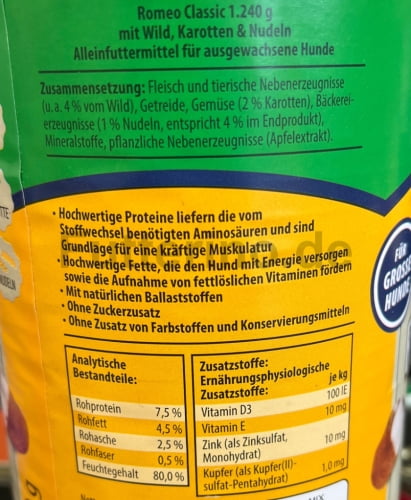 Romeo Classic 1.240 g
mit Wild, Karotten & Nudeln
Alleinfuttermittel für ausgewachsene Hunde
Zusammensetzung: Fleisch und tierische Nebenerzeugnisse
(u.a. 4 % vom Wild), Getreide, Gemüse (2 % Karotten), Bäckerei-
erzeugnisse (1 % Nudeln, entspricht 4 % im Endprodukt),
Mineralstoffe, pflanzliche Nebenerzeugnisse (Apfelextrakt).
• Hochwertige Proteine liefern die vom
Stoffwechsel benötigten Aminosäuren und sind
Grundlage für eine kräftige Muskulatur
• Hochwertige Fette, die den Hund mit Energie versorgen
sowie die Aufnahme von fettlöslichen Vitaminen fördern
• Mit natürlichen Ballaststoffen
• Ohne Zuckerzusatz
• Ohne Zusatz von Farbstoffen und Konservierungsmitteln
FÜR
GROSSE
HUNDE
Analytische
Bestandteile:
Rohprotein 7,5 %
Rohfett 4,5 %
Rohasche 2,5 %
Rohfaser 0,5 %
Feuchtegehalt 80,0 %
Zusatzstoffe:
Ernährungsphysiologische
Zusatzstoffe: je kg
Vitamin D3 100 IE
Vitamin E 10 mg
Zink (als Zinksulfat,
Monohydrat) 10 mg
Kupfer (als Kupfer(II)-
sulfat-Pentahydrat) 1,0 mg